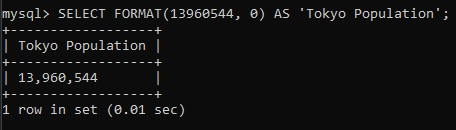 mysql> SELECT FORMAT(13960544, 0) AS 'Tokyo Population';
+------------------+
| Tokyo Population |
+------------------+
| 13,960,544       |
+------------------+
1 row in set (0.01 sec)